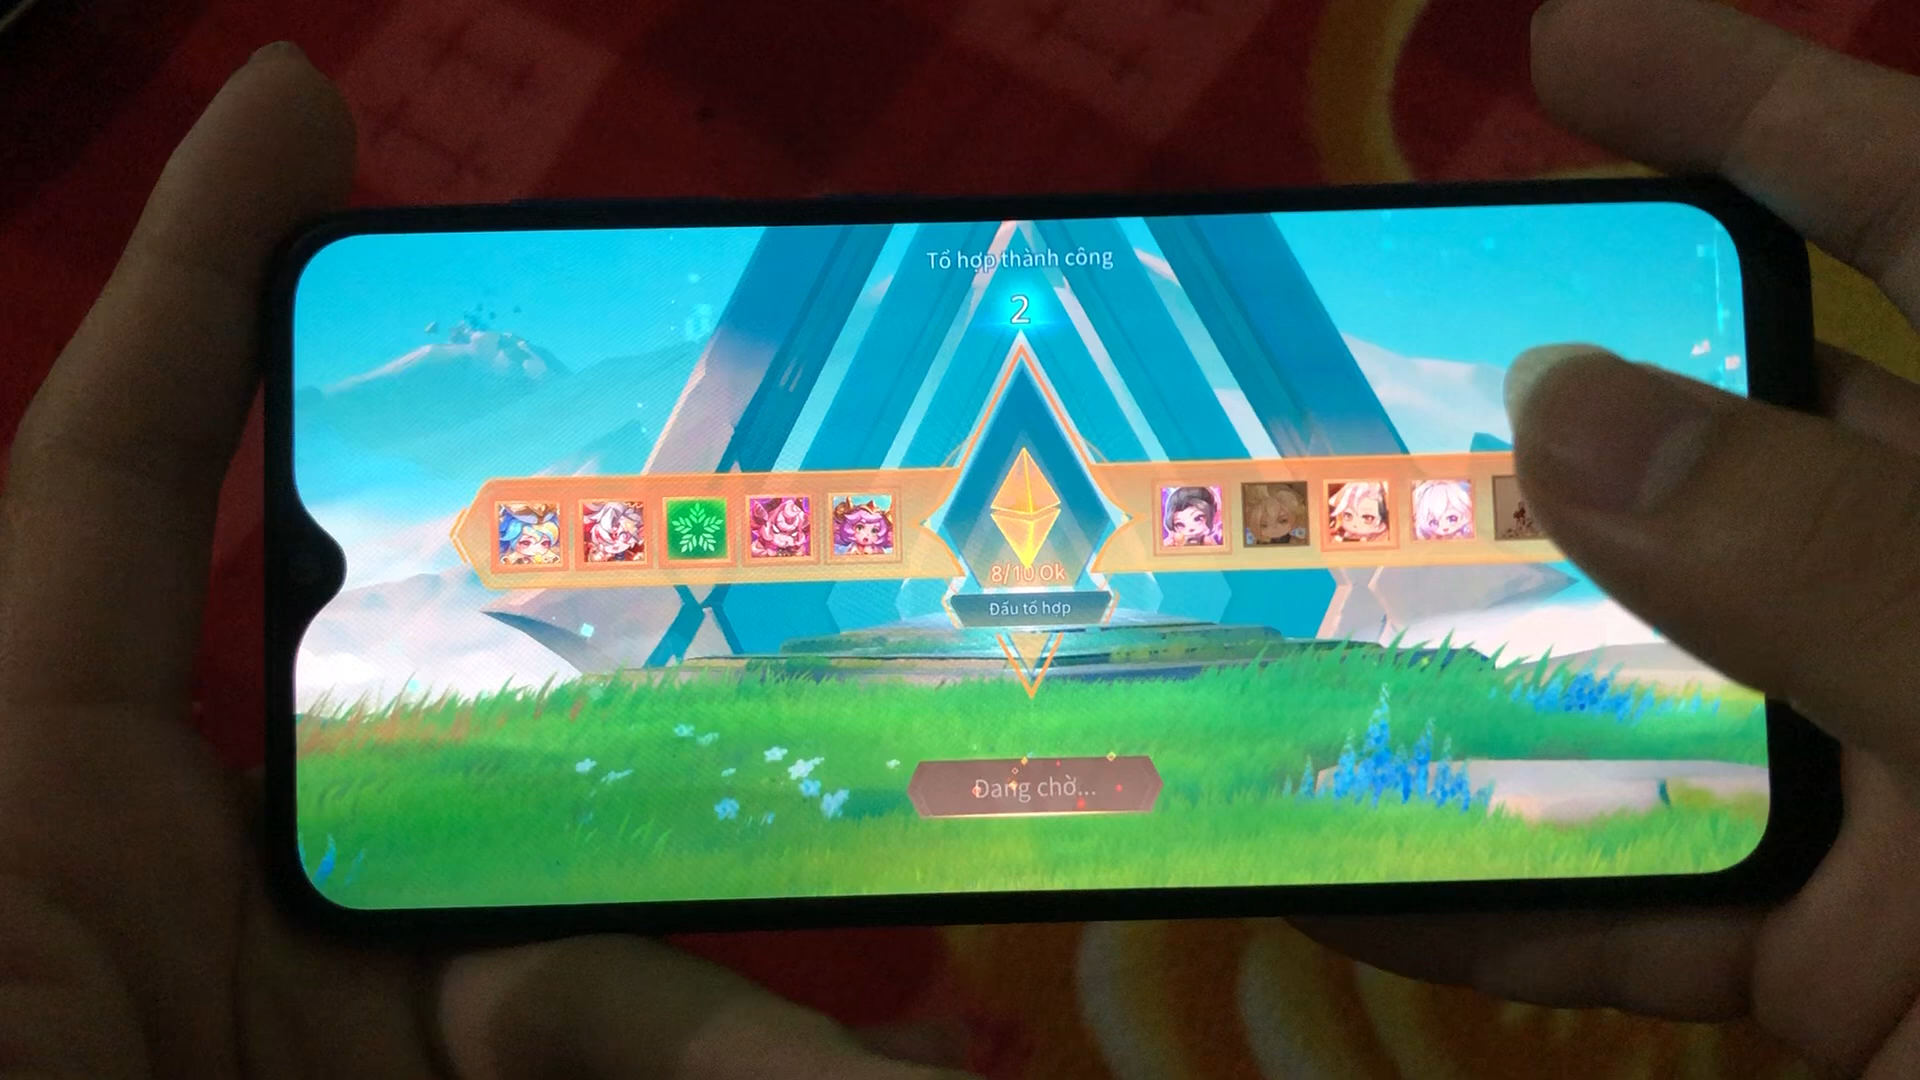 Tổ hợp thành công
2
8/10 Ok
Đấu tổ hợp
Đang chờ...